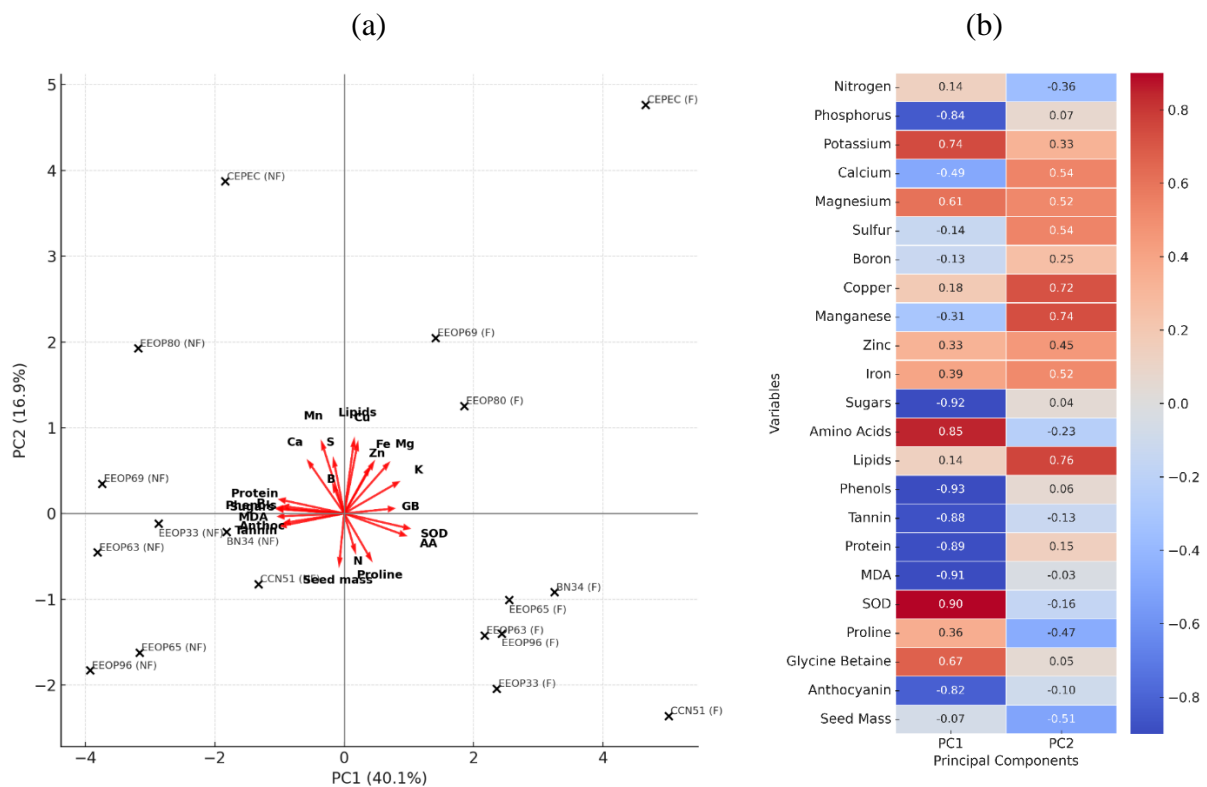 (a)
(b)
CEPEC (F)
CEPEC (NF)
EEOP69 (F)
EEOP80 (NF)
EEOP80 (F)
Mn
Lipids
Cu
Ca
S
Fe
Mg
Zn
K
B
EEOP69 (NF)
Protein
Phenols
Sugars
GB
EEOP33 (NF)
Anthoc
Tannin
SOD
AA
BN34 (NF)
EEOP63 (NF)
N
Proline
Seed mass
CCN51 (NF)
BN34 (F)
EEOP65 (F)
EEOP63 (F)
EEOP96 (F)
EEOP65 (NF)
EEOP96 (NF)
EEOP33 (F)
CCN51 (F)
5
4
3
2
1
0
−1
−2
PC2 (16.9%)
−4 −2 0 2 4
PC1 (40.1%)
Variables
Nitrogen 0.14 -0.36
Phosphorus -0.84 0.07
Potassium 0.74 0.33
Calcium -0.49 0.54
Magnesium 0.61 0.52
Sulfur -0.14 0.54
Boron -0.13 0.25
Copper 0.18 0.72
Manganese -0.31 0.74
Zinc 0.33 0.45
Iron 0.39 0.52
Sugars -0.92 0.04
Amino Acids 0.85 -0.23
Lipids 0.14 0.76
Phenols -0.93 0.06
Tannin -0.88 -0.13
Protein -0.89 0.15
MDA -0.91 -0.03
SOD 0.90 -0.16
Proline 0.36 -0.47
Glycine Betaine 0.67 0.05
Anthocyanin -0.82 -0.10
Seed Mass -0.07 -0.51
PC1 PC2
Principal Components
0.8
0.6
0.4
0.2
0.0
−0.2
−0.4
−0.6
−0.8
MDA